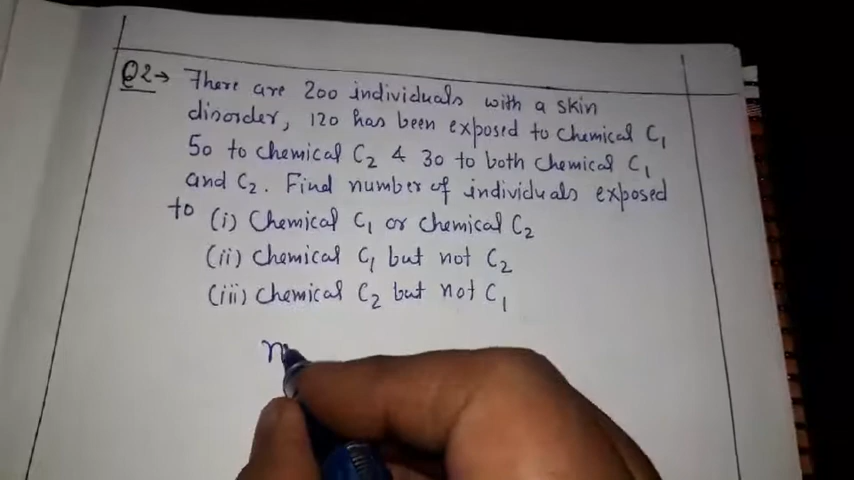 Q2→ There are 200 individuals with a skin
disorder, 120 has been exposed to chemical C1
50 to chemical C2 & 30 to both chemical C1
and C2. Find number of individuals exposed
to (i) Chemical C1 or chemical C2
(ii) Chemical C1 but not C2
(iii) Chemical C2 but not C1
n